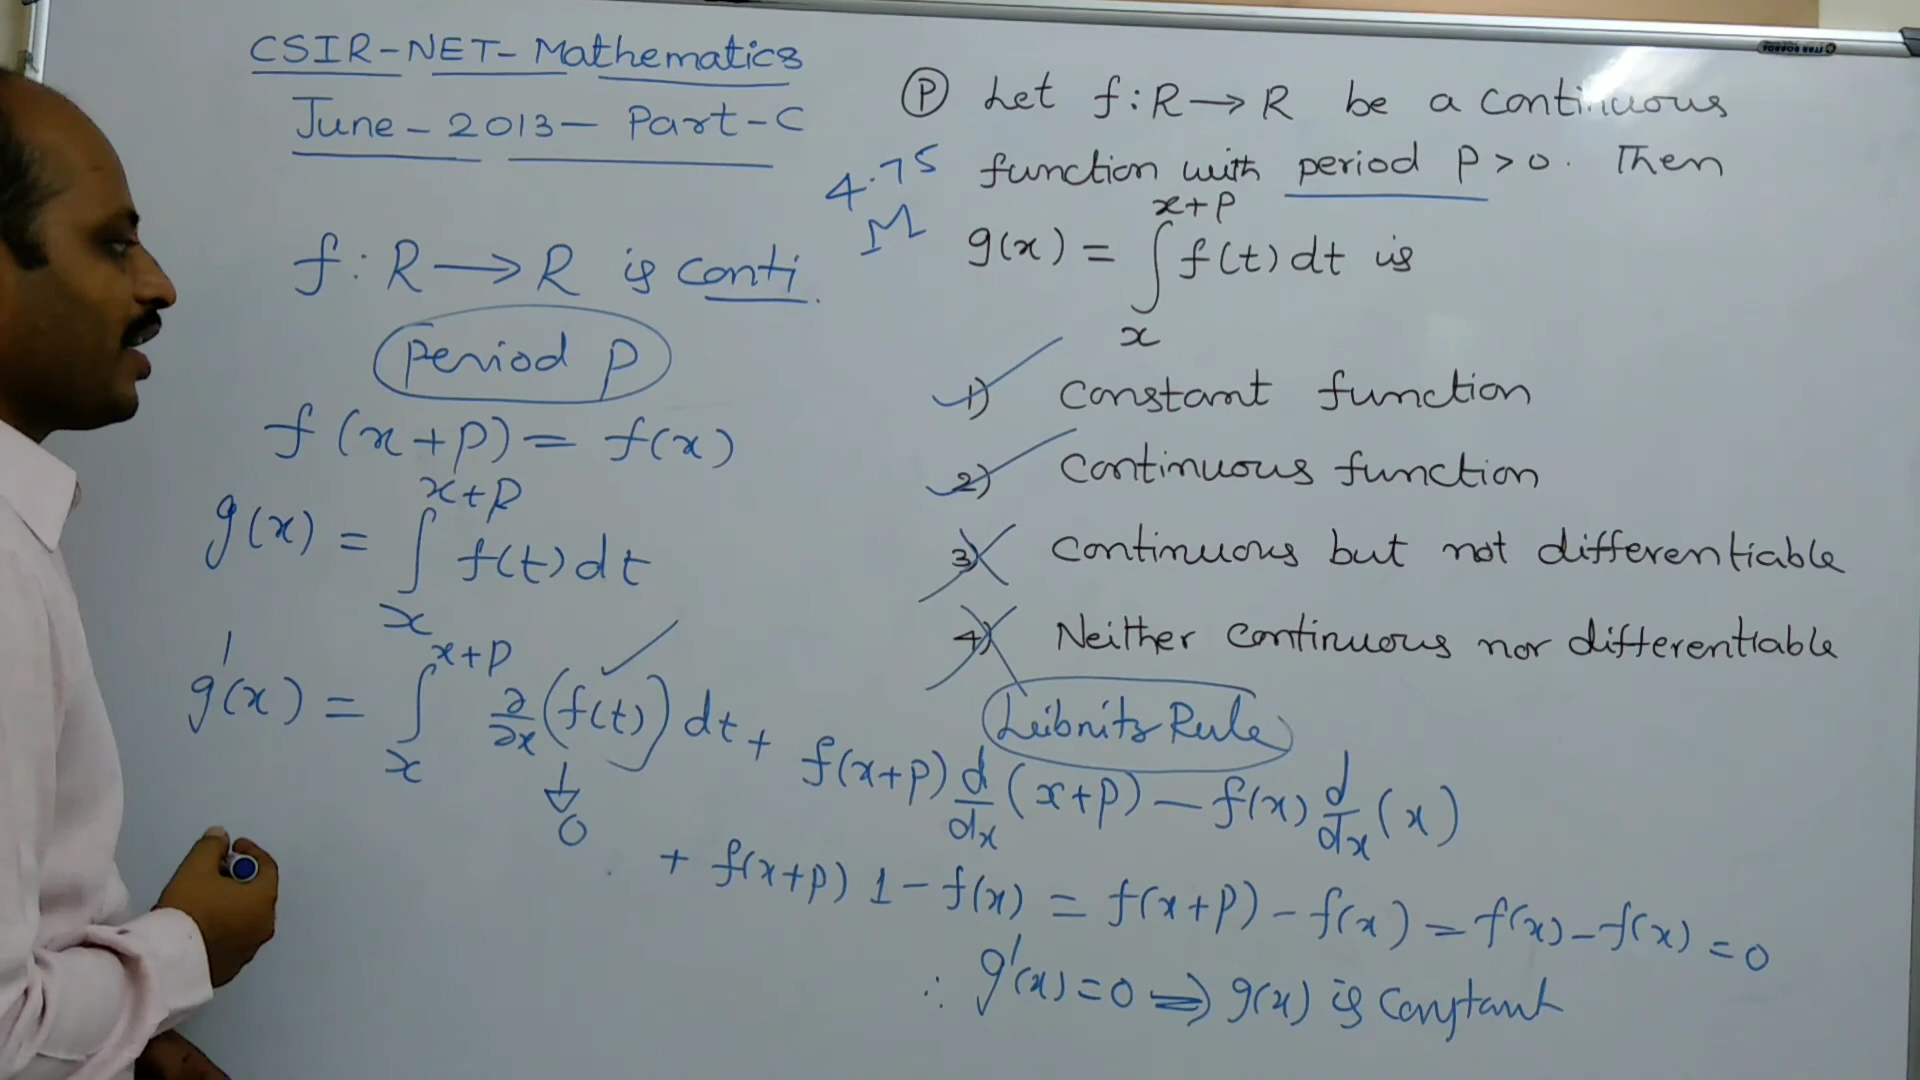 CSIR-NET-Mathematics
June-2013-Part-C
f:R→R is conti.
Period P
f(x+p)=f(x)
g(x) = ∫_x^{x+p} f(t)dt
g'(x) = ∫_x^{x+p} ∂/∂x (f(t)) dt + f(x+p) d/dx (x+p) - f(x) d/dx (x)
↓
0
+ f(x+p) 1 - f(x) = f(x+p) - f(x) = f(x) - f(x) = 0
∴ g'(x)=0 ⇒ g(x) is constant
4.75
M
P Let f:R→R be a continuous
function with period P>0. Then
g(x) = ∫_x^{x+p} f(t)dt is
1) Constant function
2) Continuous function
3) Continuous but not differentiable
4) Neither continuous nor differentiable
Leibnitz Rule